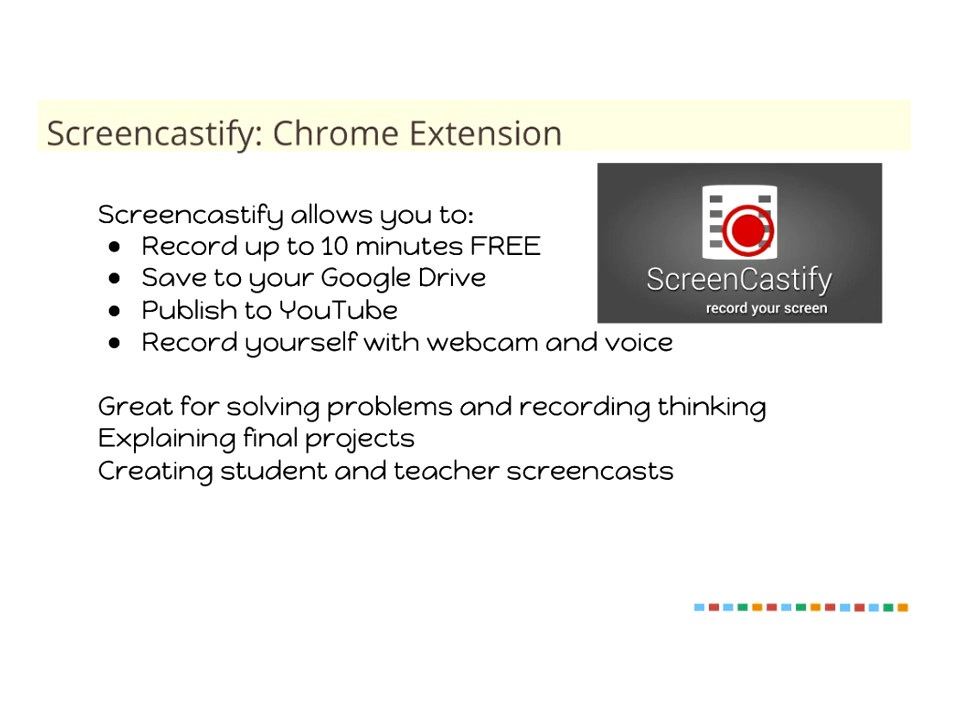 Screencastify: Chrome Extension
Screencastify allows you to:
● Record up to 10 minutes FREE
● Save to your Google Drive
● Publish to YouTube
● Record yourself with webcam and voice
ScreenCastify
record your screen
Great for solving problems and recording thinking
Explaining final projects
Creating student and teacher screencasts